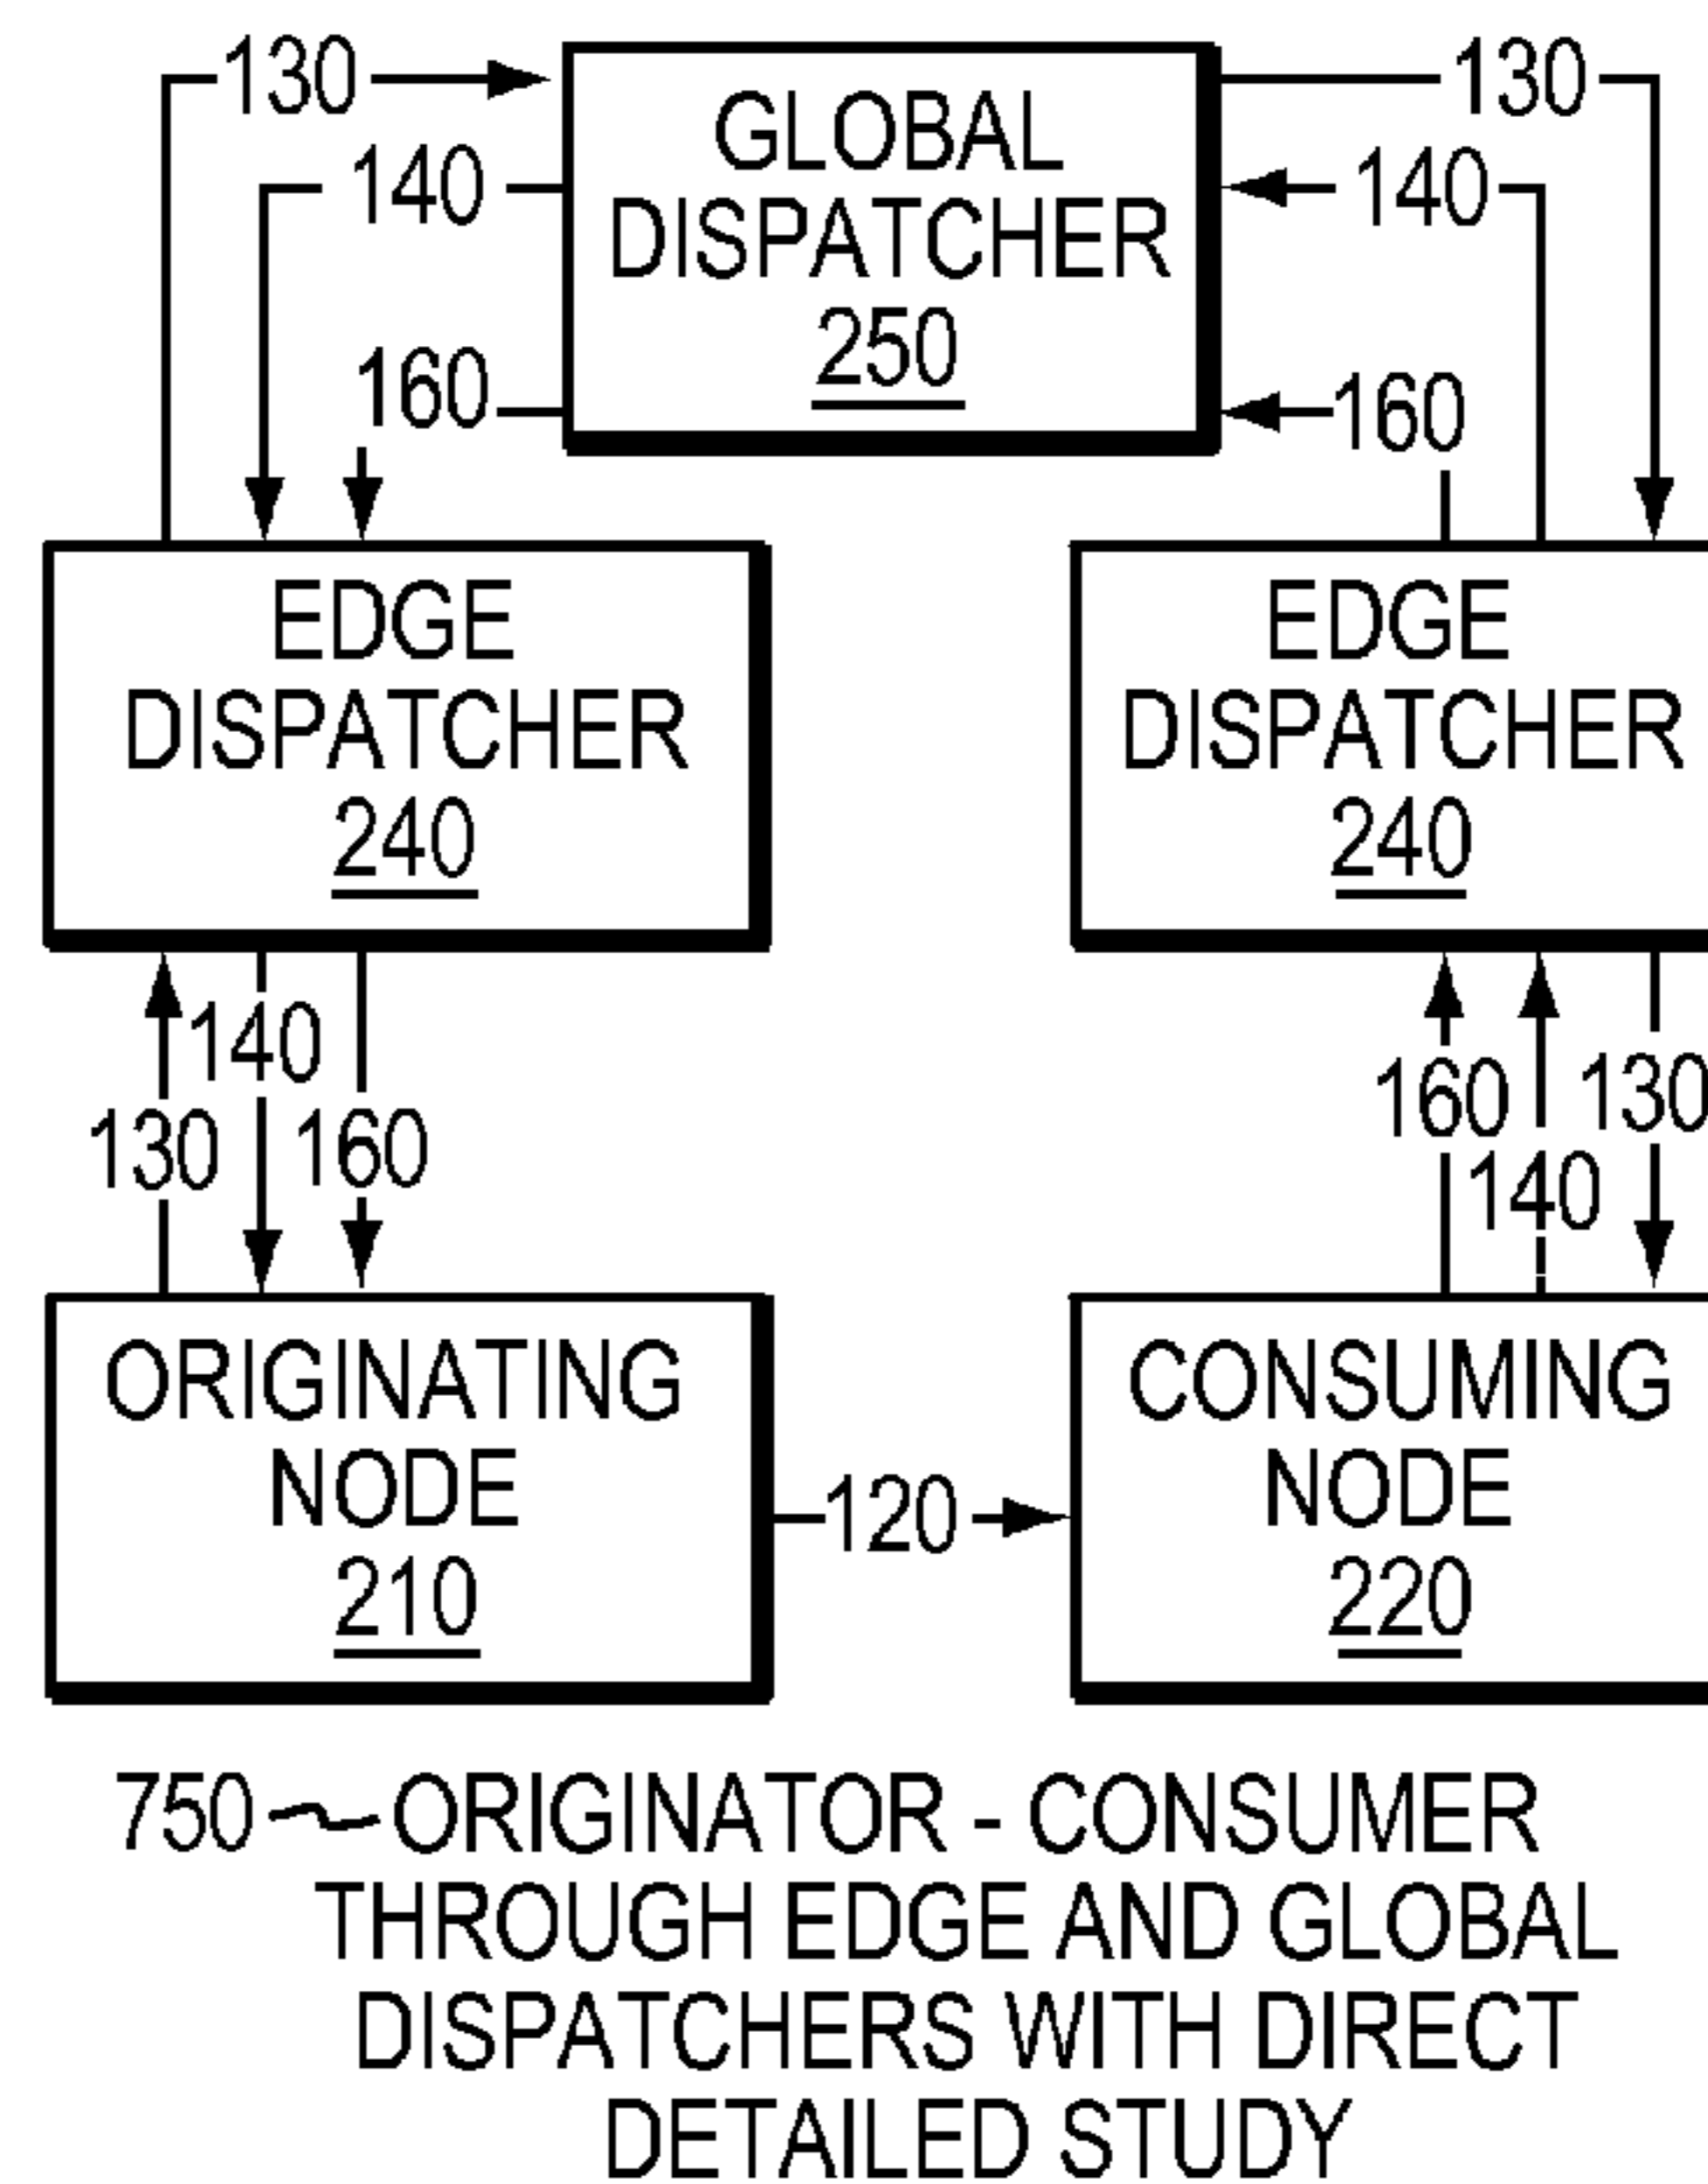 130
130
GLOBAL
140
140
DISPATCHER
250
160
160
EDGE
DISPATCHER
240
EDGE
DISPATCHER
240
140
130
160
160
130
140
ORIGINATING
NODE
210
120
CONSUMING
NODE
220
750 ORIGINATOR - CONSUMER
THROUGH EDGE AND GLOBAL
DISPATCHERS WITH DIRECT
DETAILED STUDY